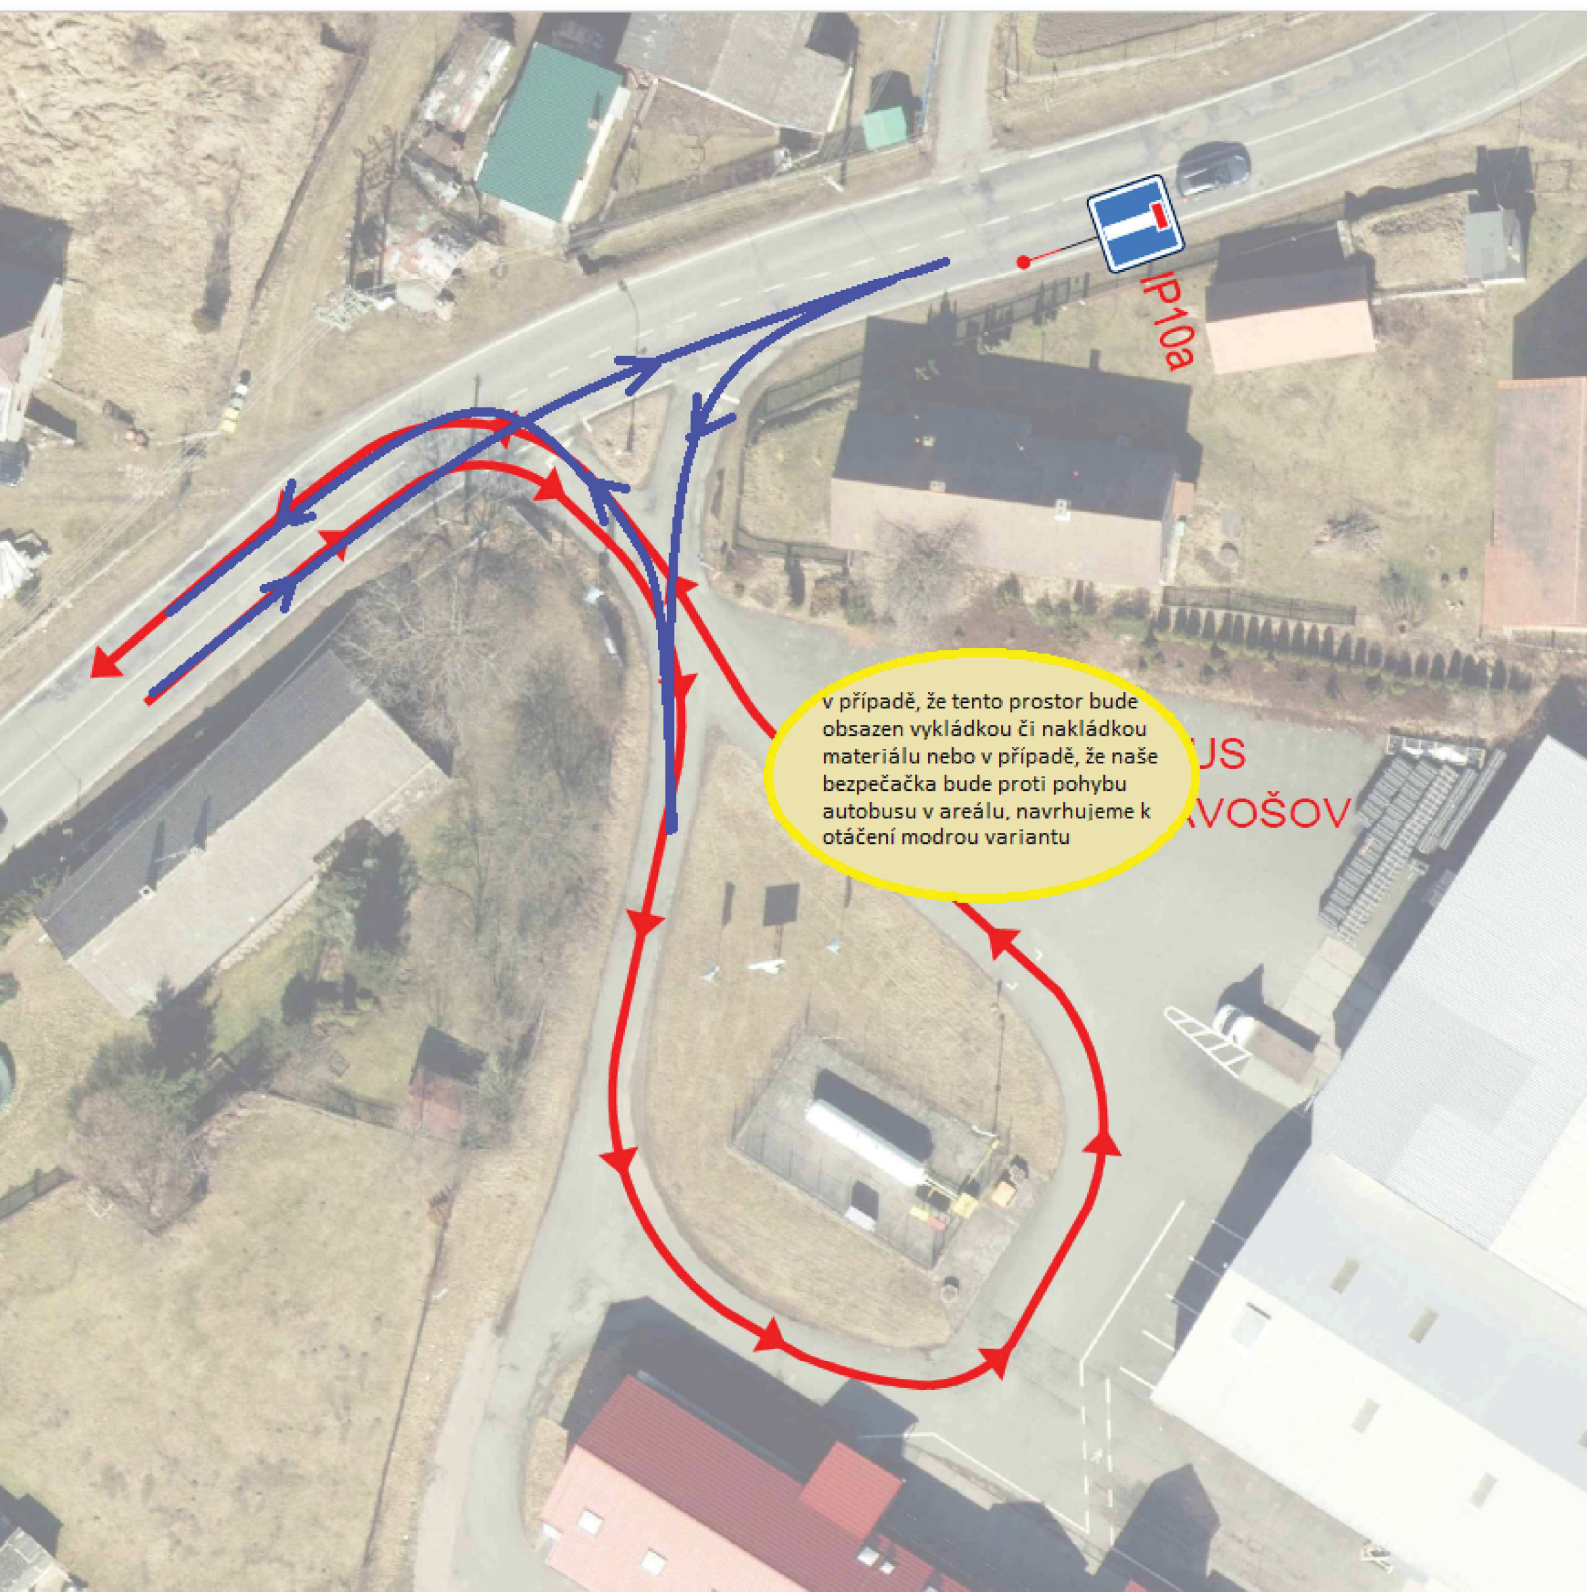 IP10a
v případě, že tento prostor bude
obsazen vykládkou či nakládkou
materiálu nebo v případě, že naše
bezpečačka bude proti pohybu
autobusu v areálu, navrhujeme k
otáčení modrou variantu
US
VOŠOV